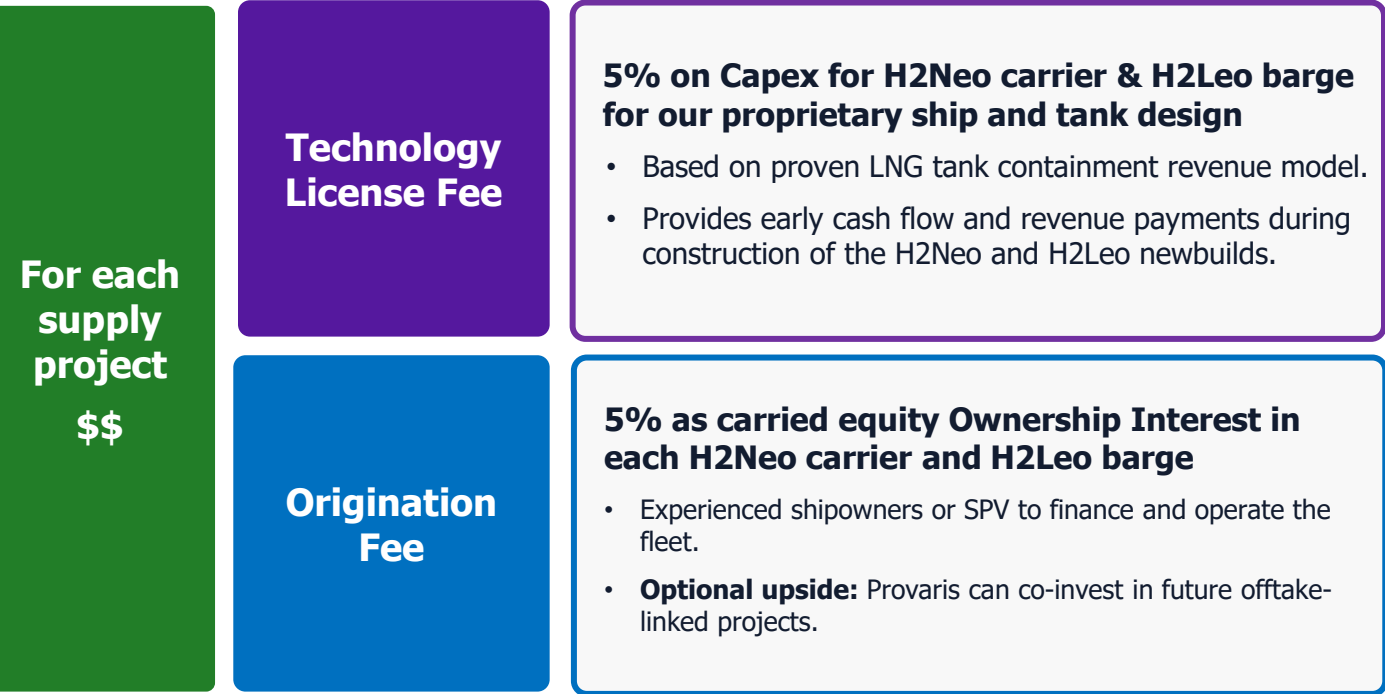 For each
supply
project
$$
Technology
License Fee
5% on Capex for H2Neo carrier & H2Leo barge
for our proprietary ship and tank design
• Based on proven LNG tank containment revenue model.
• Provides early cash flow and revenue payments during
construction of the H2Neo and H2Leo newbuilds.
Origination
Fee
5% as carried equity Ownership Interest in
each H2Neo carrier and H2Leo barge
• Experienced shipowners or SPV to finance and operate the
fleet.
• Optional upside: Provaris can co-invest in future offtake-
linked projects.